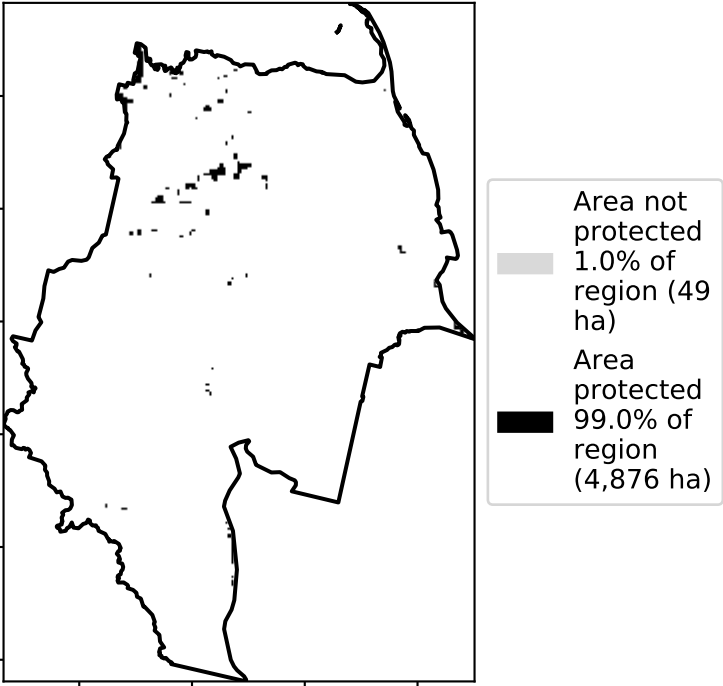 Area not
protected
1.0% of
region (49
ha)
Area
protected
99.0% of
region
(4,876 ha)